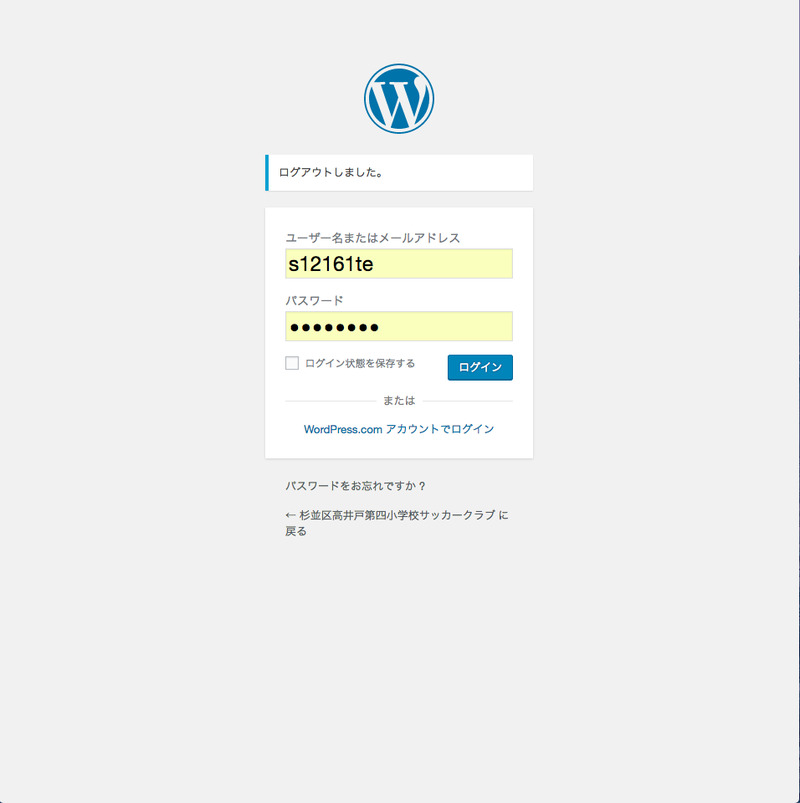 ログアウトしました。
ユーザー名またはメールアドレス
s12161te
パスワード
●●●●●●●●
ログイン状態を保存する
ログイン
または
WordPress.com アカウントでログイン
パスワードをお忘れですか ?
← 杉並区高井戸第四小学校サッカークラブ に
戻る